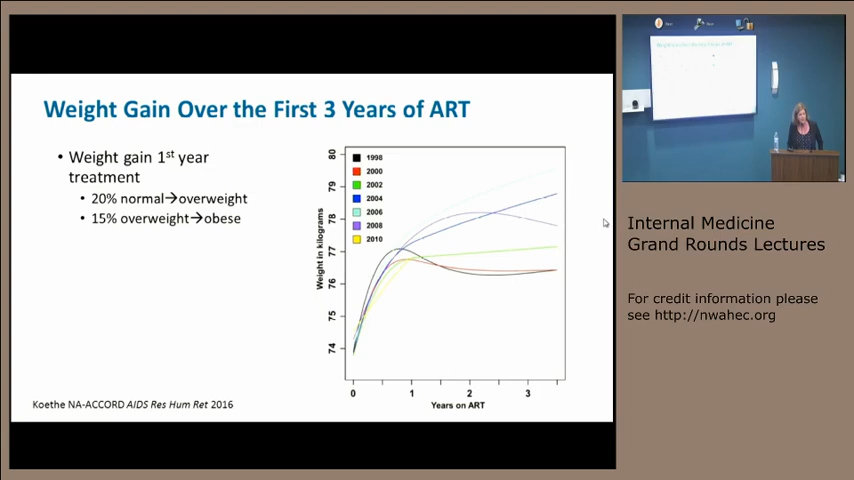 Weight Gain Over the First 3 Years of ART
• Weight gain 1st year
treatment
• 20% normal→overweight
• 15% overweight→obese
Weight in kilograms
80
79
78
77
76
75
74
1998
2000
2002
2004
2006
2008
2010
0 1 2 3
Years on ART
Koethe NA-ACCORD AIDS Res Hum Ret 2016
Internal Medicine
Grand Rounds Lectures
For credit information please
see http://nwahec.org